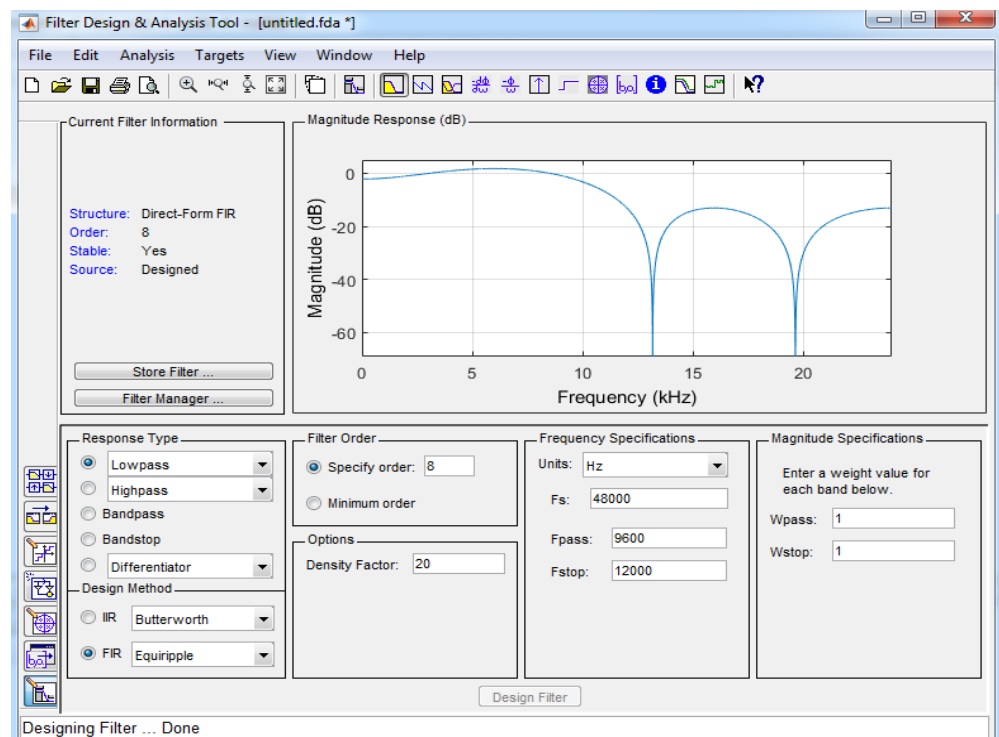 Filter Design & Analysis Tool - [untitled.fda *]
File Edit Analysis Targets View Window Help
Current Filter Information
Structure: Direct-Form FIR
Order: 8
Stable: Yes
Source: Designed
Store Filter ...
Filter Manager ...
Magnitude Response (dB)
Magnitude (dB)
0
-20
-40
-60
0 5 10 15 20
Frequency (kHz)
Response Type
Lowpass
Highpass
Bandpass
Bandstop
Differentiator
Design Method
IIR Butterworth
FIR Equiripple
Filter Order
Specify order: 8
Minimum order
Options
Density Factor: 20
Frequency Specifications
Units: Hz
Fs: 48000
Fpass: 9600
Fstop: 12000
Magnitude Specifications
Enter a weight value for
each band below.
Wpass: 1
Wstop: 1
Design Filter
Designing Filter ... Done